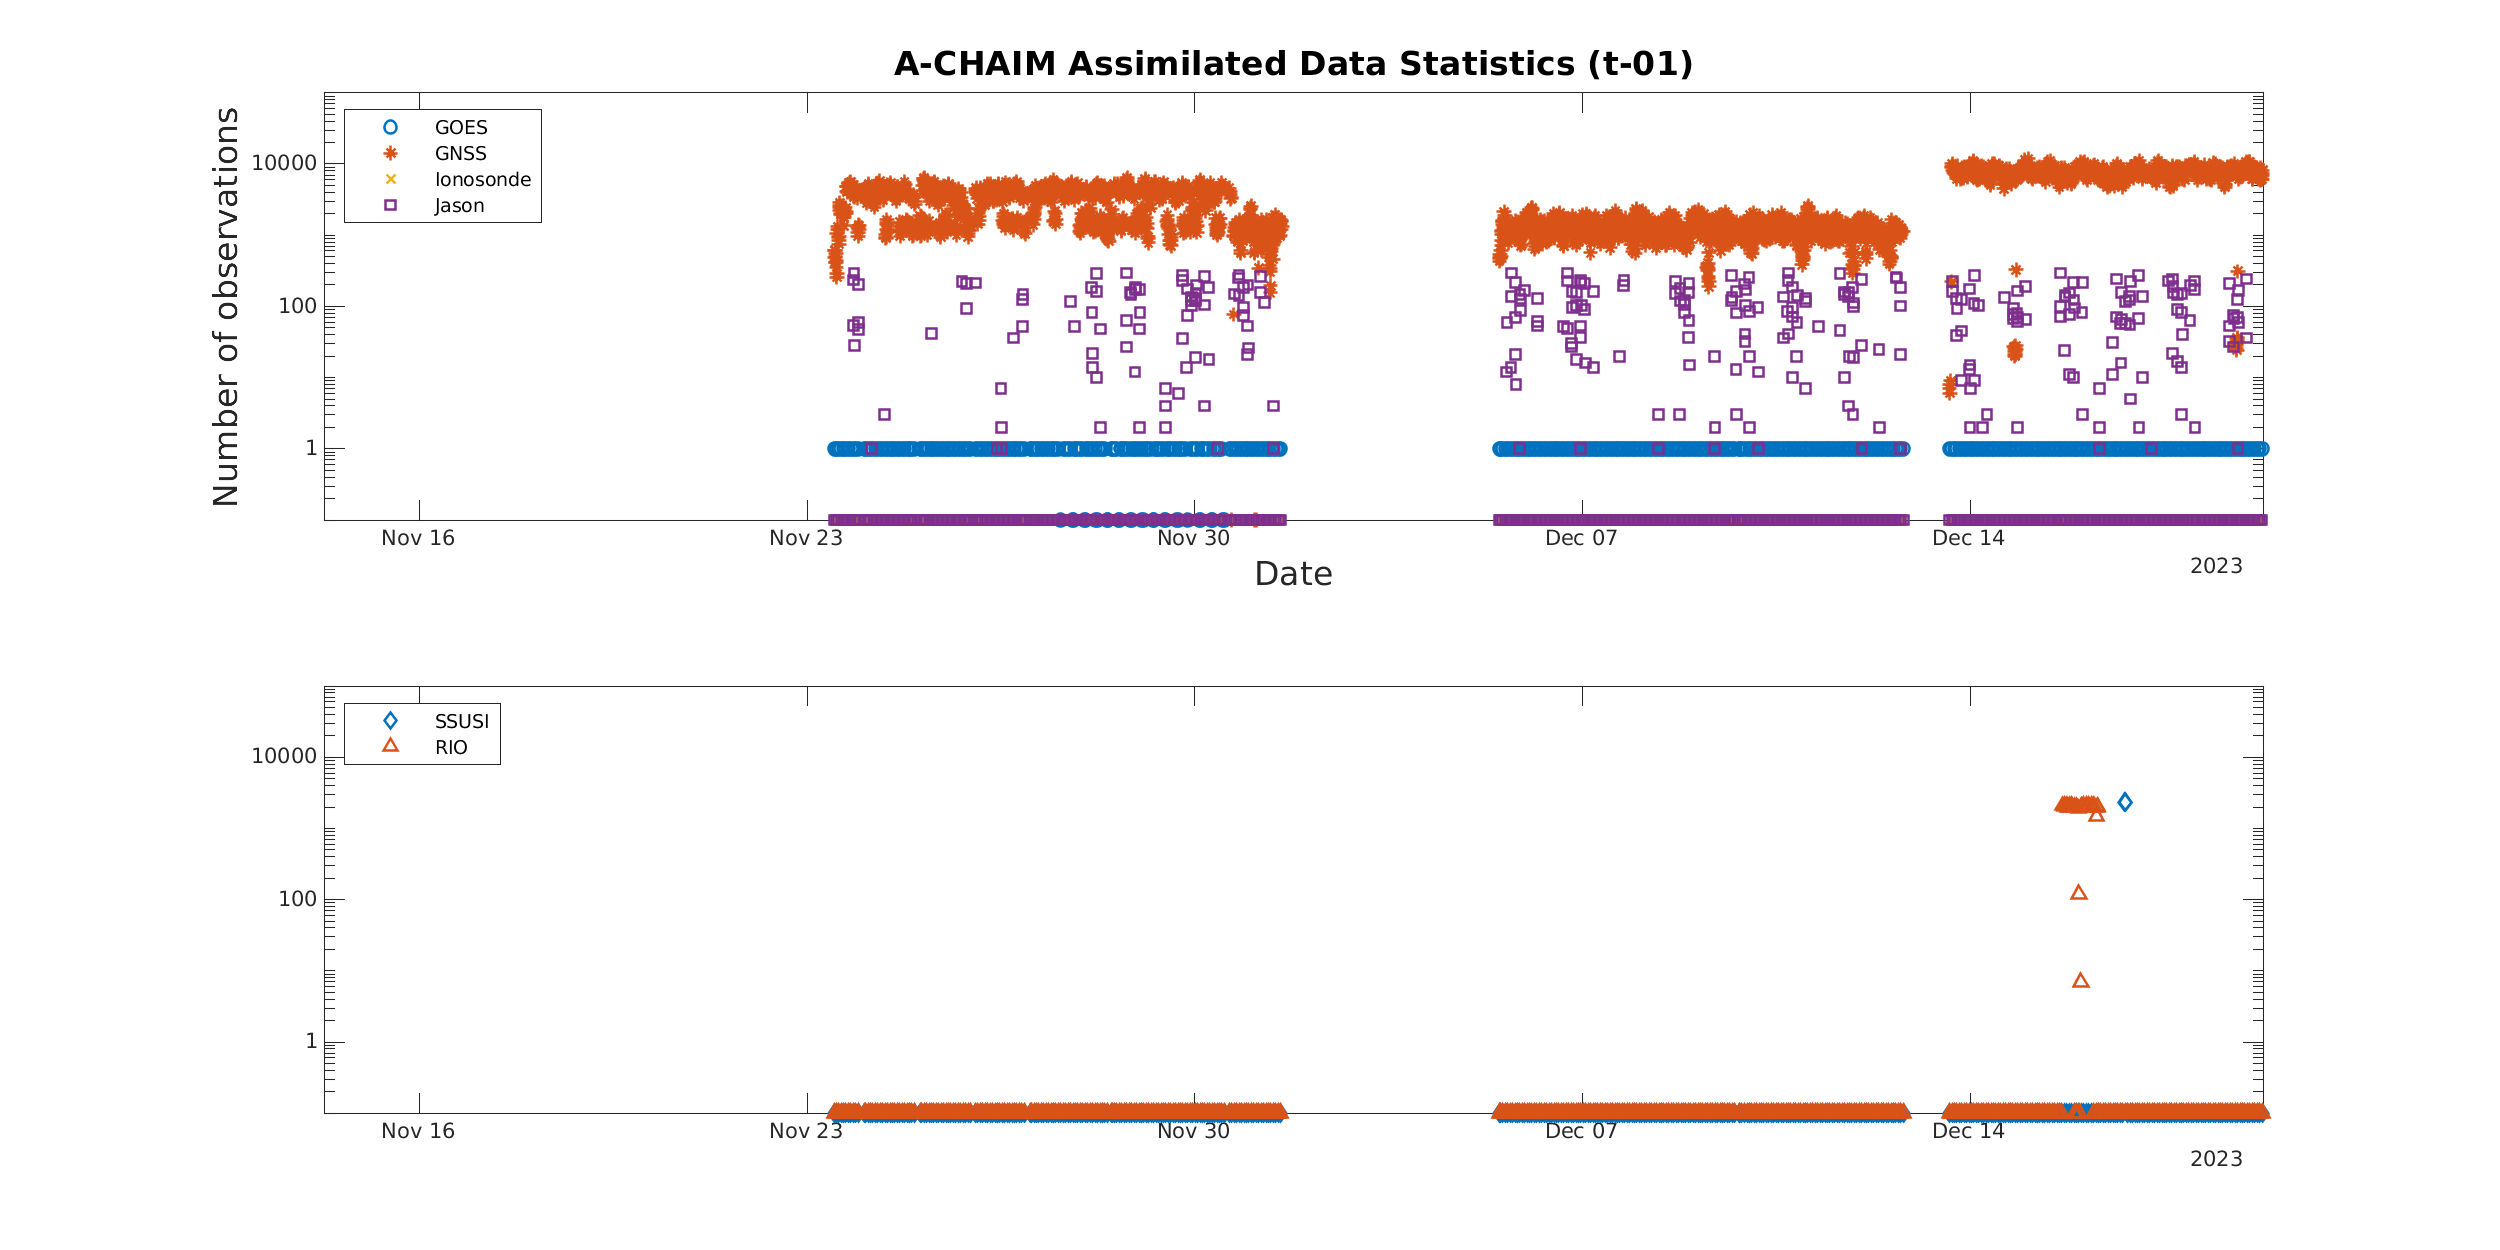 A-CHAIM Assimilated Data Statistics (t-01)
Number of observations
10000
100
1
GOES
GNSS
Ionosonde
Jason
Nov 16
Nov 23
Nov 30
Dec 07
Dec 14
2023
Date
10000
100
1
SSUSI
RIO
Nov 16
Nov 23
Nov 30
Dec 07
Dec 14
2023